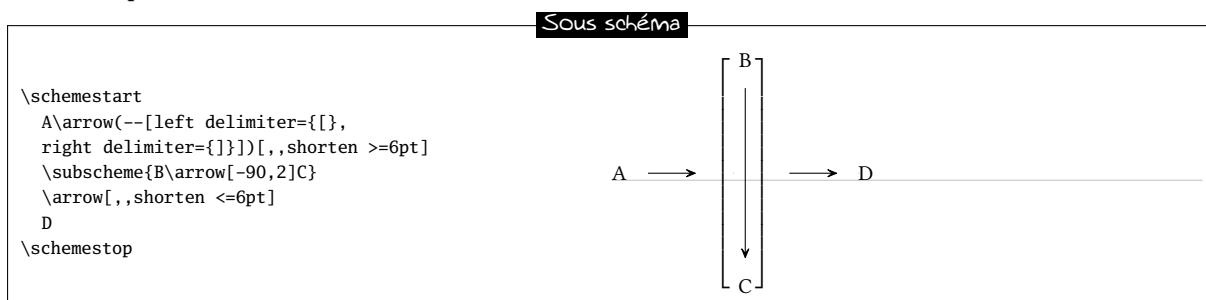 Sous schéma
\schemestart
A\arrow(--[left delimiter={[},
right delimiter={]}])[,,shorten >=6pt]
\subscheme{B\arrow[-90,2]C}
\arrow[,,shorten <=6pt]
D
\schemestop
B
A
D
C